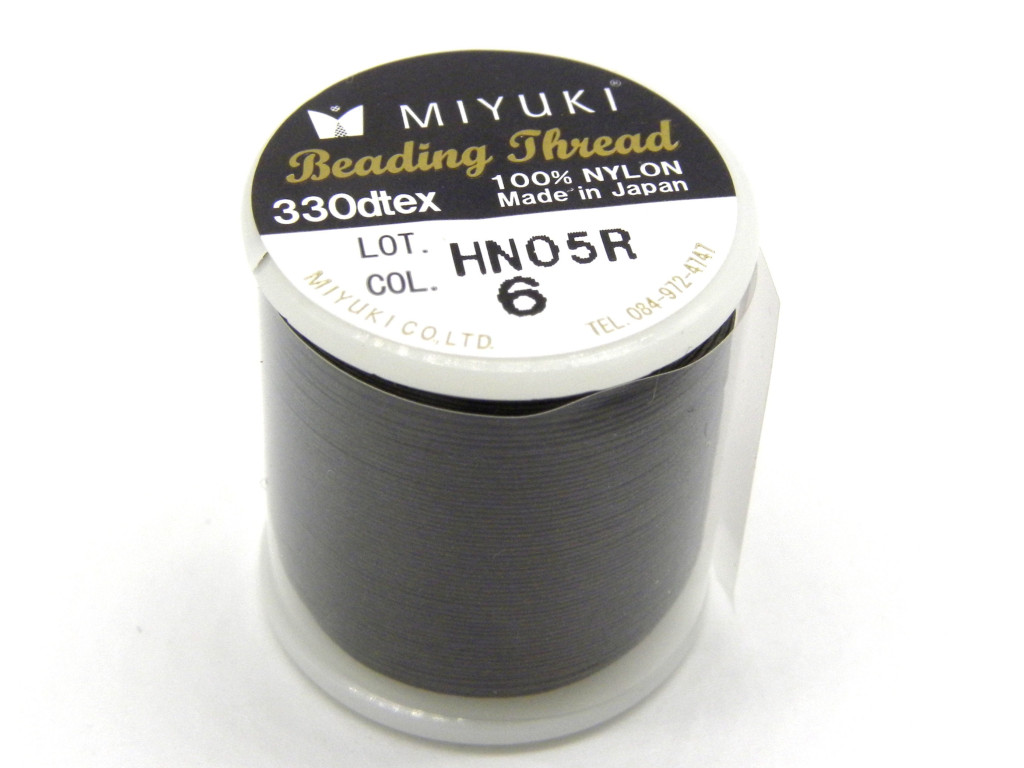 MIYUKI®
Beading Thread
330dtex
100% NYLON
Made in Japan
LOT. HN05R
COL. 6
MIYUKI CO,LTD.
TEL. 084-972-4747